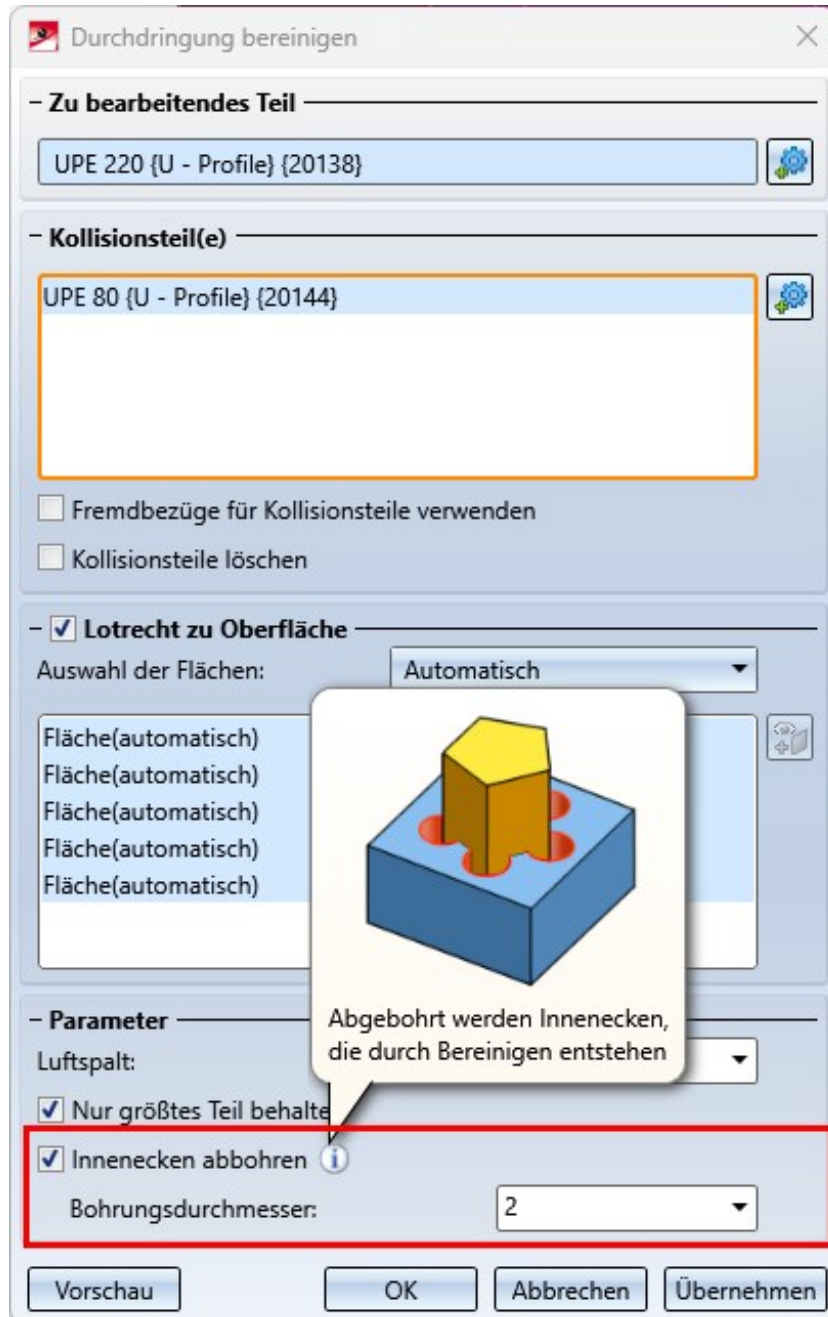 Durchdringung bereinigen
Zu bearbeitendes Teil
UPE 220 {U - Profile} {20138}
Kollisionsteil(e)
UPE 80 {U - Profile} {20144}
Fremdbezüge für Kollisionsteile verwenden
Kollisionsteile löschen
Lotrecht zu Oberfläche
Auswahl der Flächen: Automatisch
Fläche(automatisch)
Fläche(automatisch)
Fläche(automatisch)
Fläche(automatisch)
Fläche(automatisch)
Abgebohrt werden Innenecken,
die durch Bereinigen entstehen
Parameter
Luftspalt:
Nur größtes Teil behalte
Innenecken abbohren
Bohrungsdurchmesser: 2
Vorschau OK Abbrechen Übernehmen